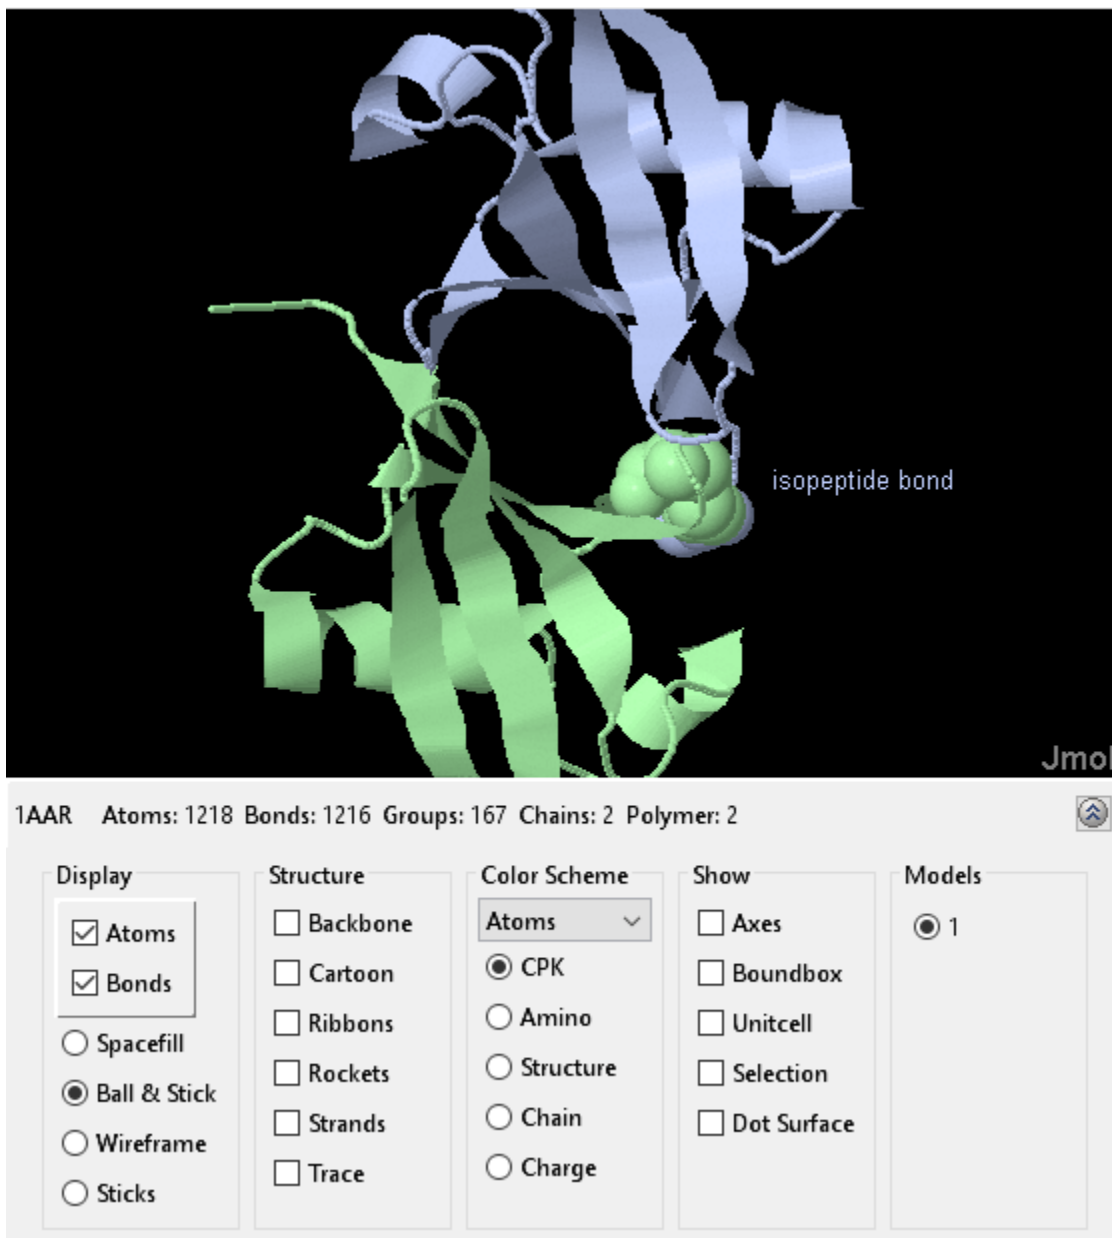 isopeptide bond
Jmol
1AAR Atoms: 1218 Bonds: 1216 Groups: 167 Chains: 2 Polymer: 2
Display Structure Color Scheme Show Models
Atoms Backbone Atoms Axes 1
Bonds Cartoon CPK Boundbox
Spacefill Ribbons Amino Unitcell
Ball & Stick Rockets Structure Selection
Wireframe Strands Chain Dot Surface
Sticks Trace Charge